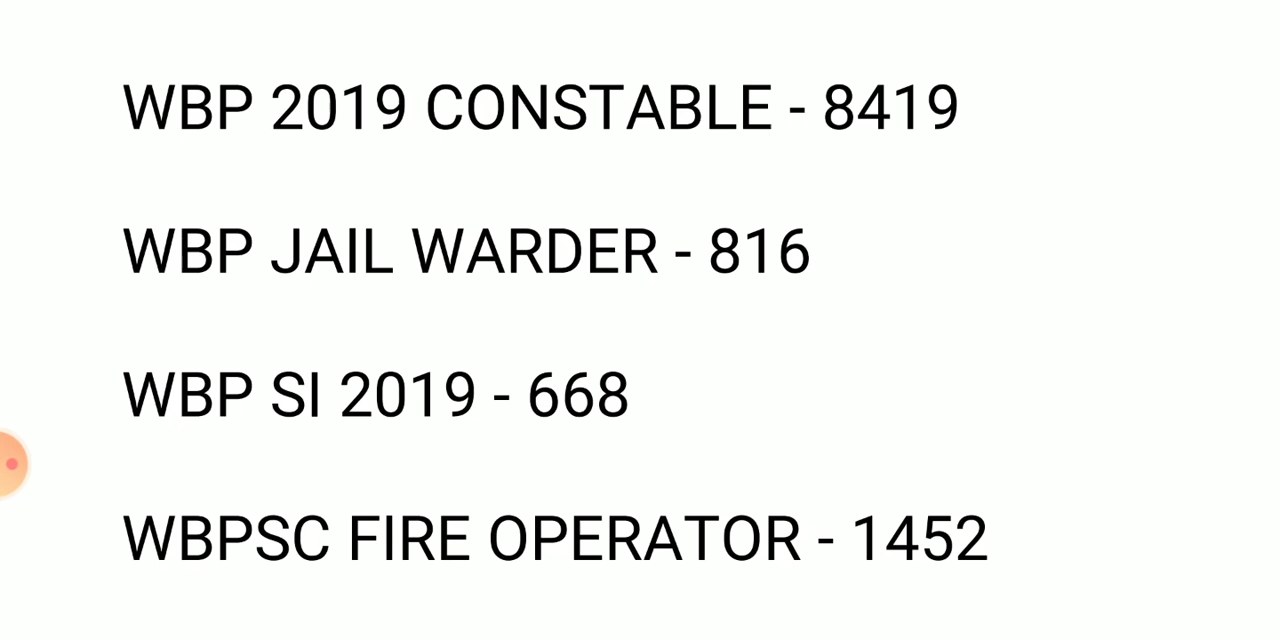 WBP 2019 CONSTABLE - 8419
WBP JAIL WARDER - 816
WBP SI 2019 - 668
WBPSC FIRE OPERATOR - 1452